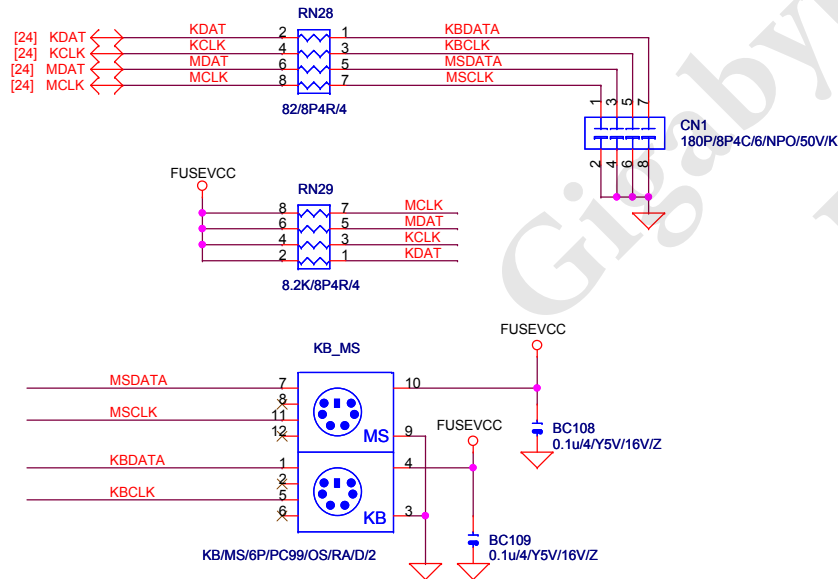 RN28
[24] KDAT KDAT 2 1 KBDATA
[24] KCLK KCLK 4 3 KBCLK
[24] MDAT MDAT 6 5 MSDATA
[24] MCLK MCLK 8 7 MSCLK
82/8P4R/4
1 3 5 7
CN1
180P/8P4C/6/NPO/50V/K
2 4 6 8
FUSEVCC
RN29
8 7 MCLK
6 5 MDAT
4 3 KCLK
2 1 KDAT
8.2K/8P4R/4
Gigaby
FUSEVCC
KB_MS
MSDATA 7 10
8
MSCLK 11
12 MS 9
FUSEVCC
BC108
0.1u/4/Y5V/16V/Z
KBDATA 1 4
2
KBCLK 5
6 KB 3
BC109
0.1u/4/Y5V/16V/Z
KB/MS/6P/PC99/OS/RA/D/2